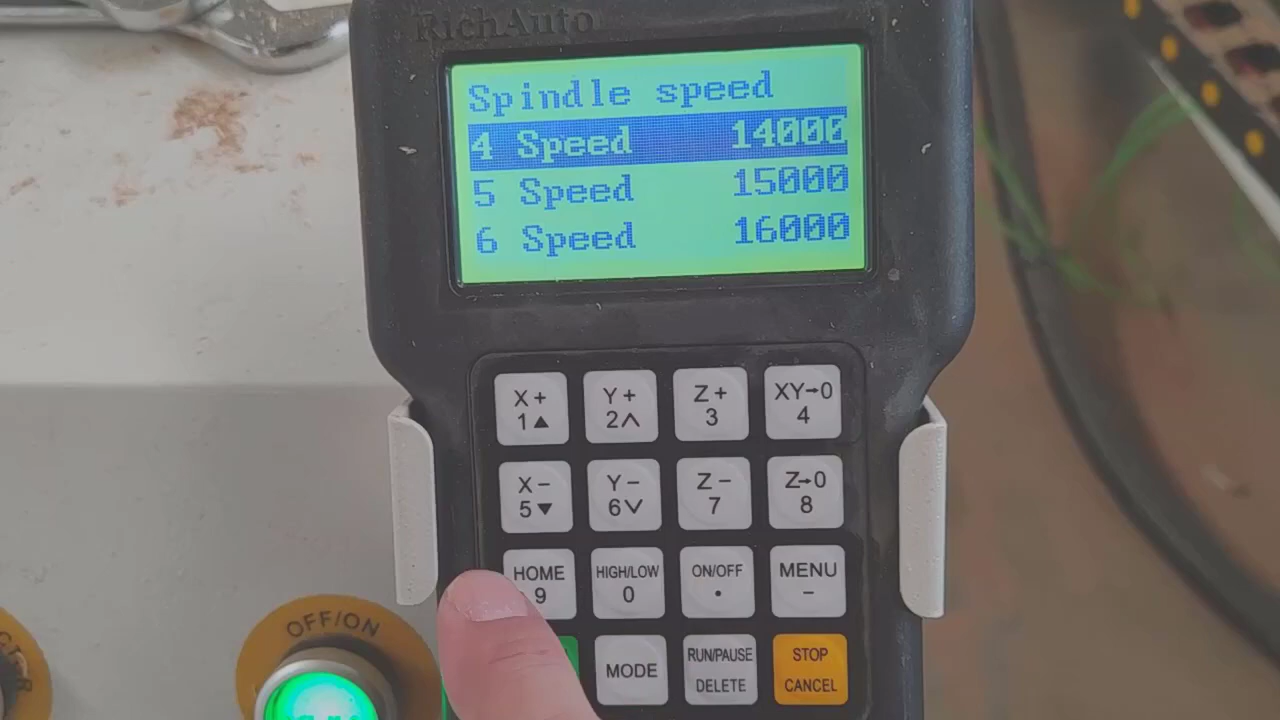 RichAuto
Spindle speed
4 Speed 14000
5 Speed 15000
6 Speed 16000
X+ Y+ Z+ XY→0
1▲ 2∧ 3 4
X− Y− Z− Z→0
5▼ 6∨ 7 8
HOME HIGH/LOW ON/OFF MENU
9 0 • −
MODE RUN/PAUSE STOP
DELETE CANCEL
OFF/ON